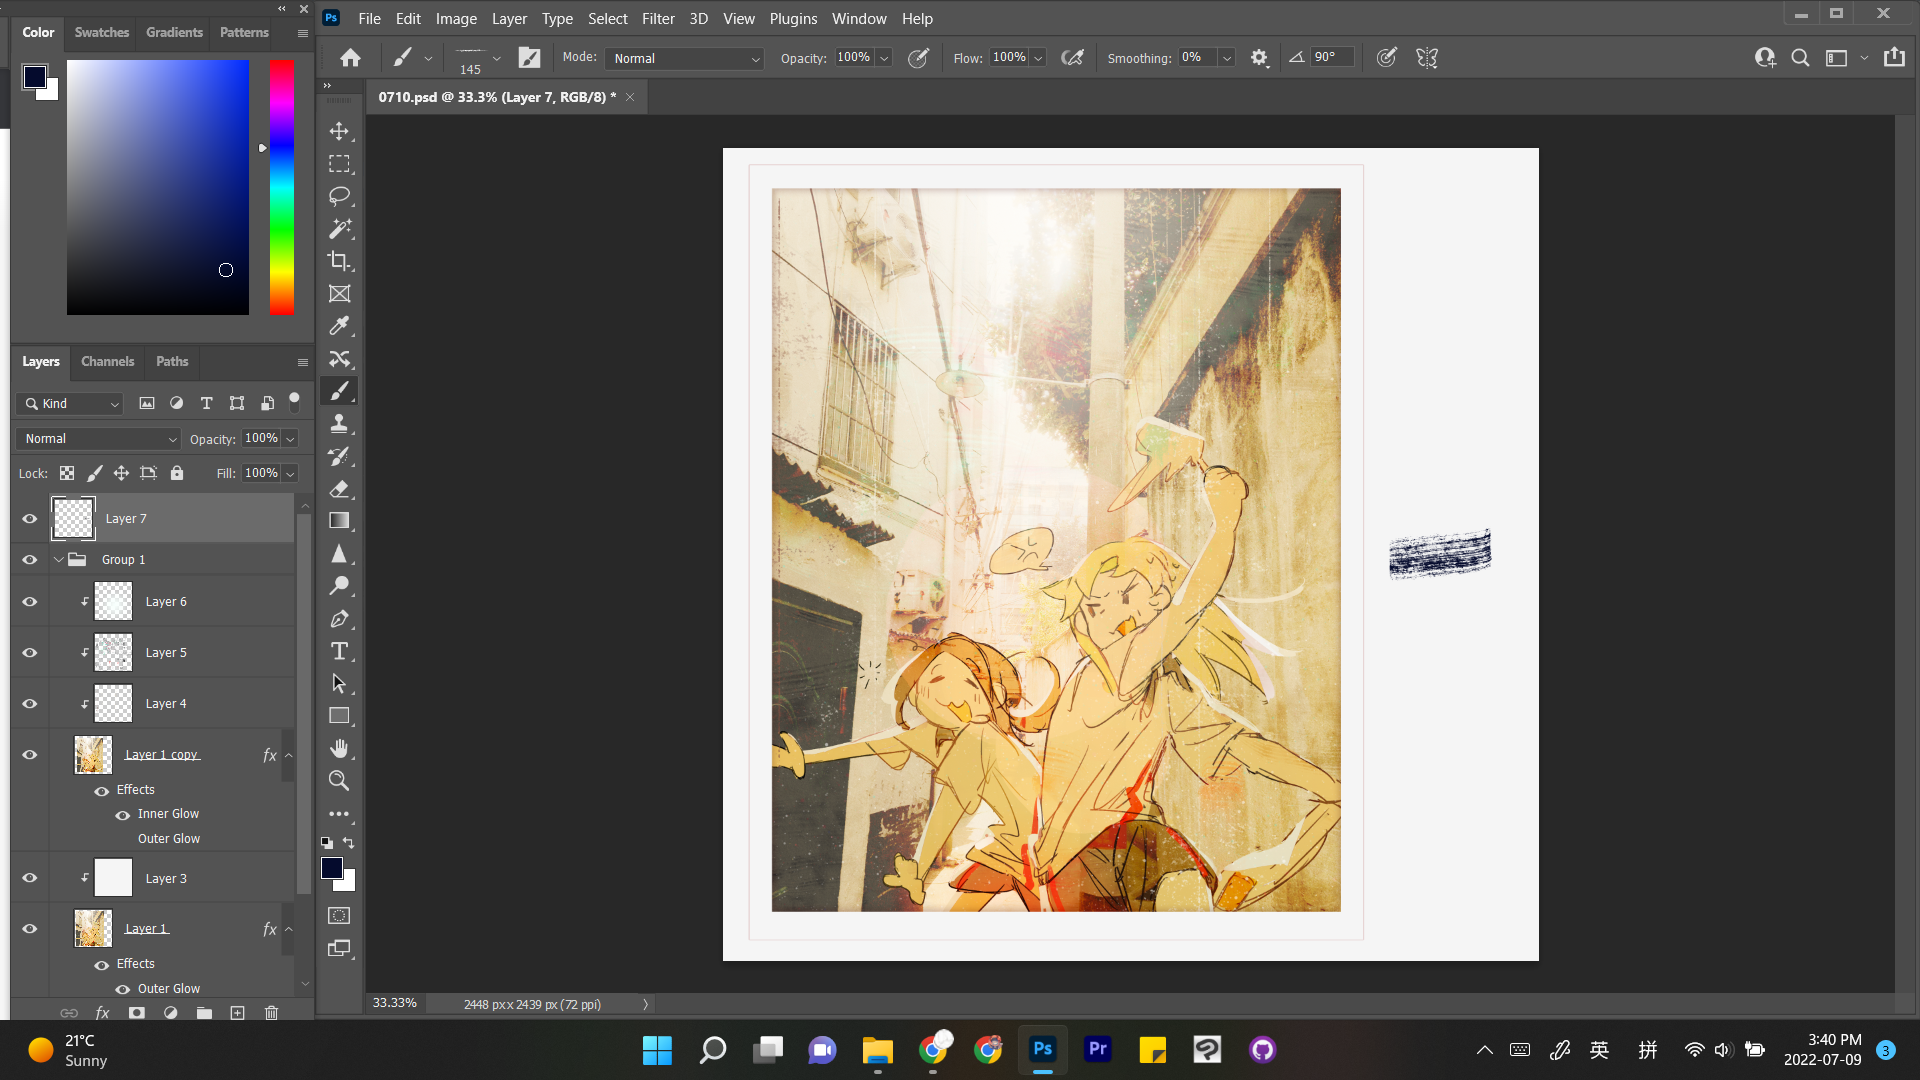 Color Swatches Gradients Patterns
Ps File Edit Image Layer Type Select Filter 3D View Plugins Window Help
145 Mode: Normal Opacity: 100% Flow: 100% Smoothing: 0% 90°
0710.psd @ 33.3% (Layer 7, RGB/8) *
Layers Channels Paths
Kind
Normal Opacity: 100%
Lock: Fill: 100%
Layer 7
Group 1
Layer 6
Layer 5
Layer 4
Layer 1 copy fx
Effects
Inner Glow
Outer Glow
Layer 3
Layer 1 fx
Effects
Outer Glow
fx
33.33% 2448 px x 2439 px (72 ppi)
21°C
Sunny
Ps Pr
英 拼
3:40 PM
2022-07-09
3